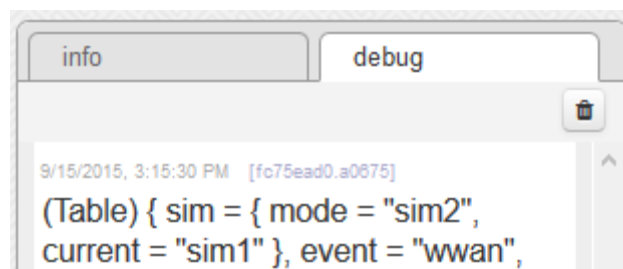 info debug
9/15/2015, 3:15:30 PM [fc75ead0.a0675]
(Table) { sim = { mode = "sim2",
current = "sim1" }, event = "wwan",